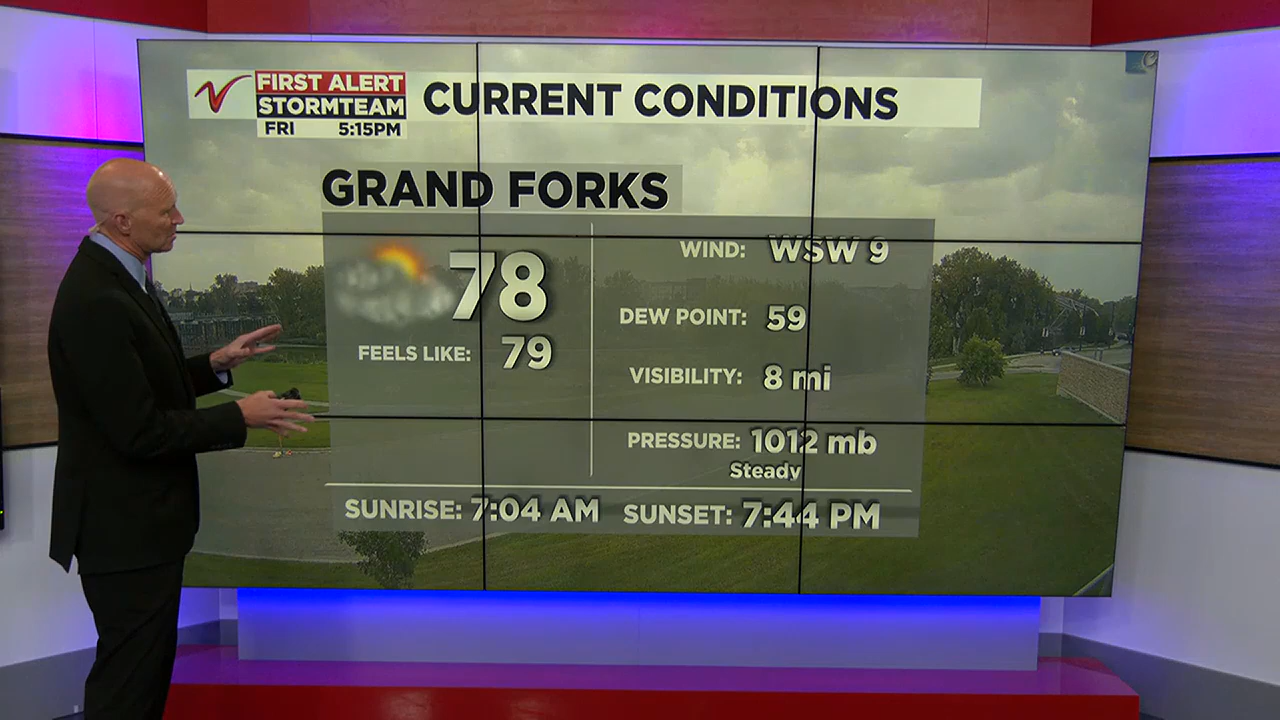 FIRST ALERT
STORMTEAM
FRI 5:15PM
CURRENT CONDITIONS
GRAND FORKS
78
FEELS LIKE: 79
WIND: WSW 9
DEW POINT: 59
VISIBILITY: 8 mi
PRESSURE: 1012 mb
Steady
SUNRISE: 7:04 AM SUNSET: 7:44 PM